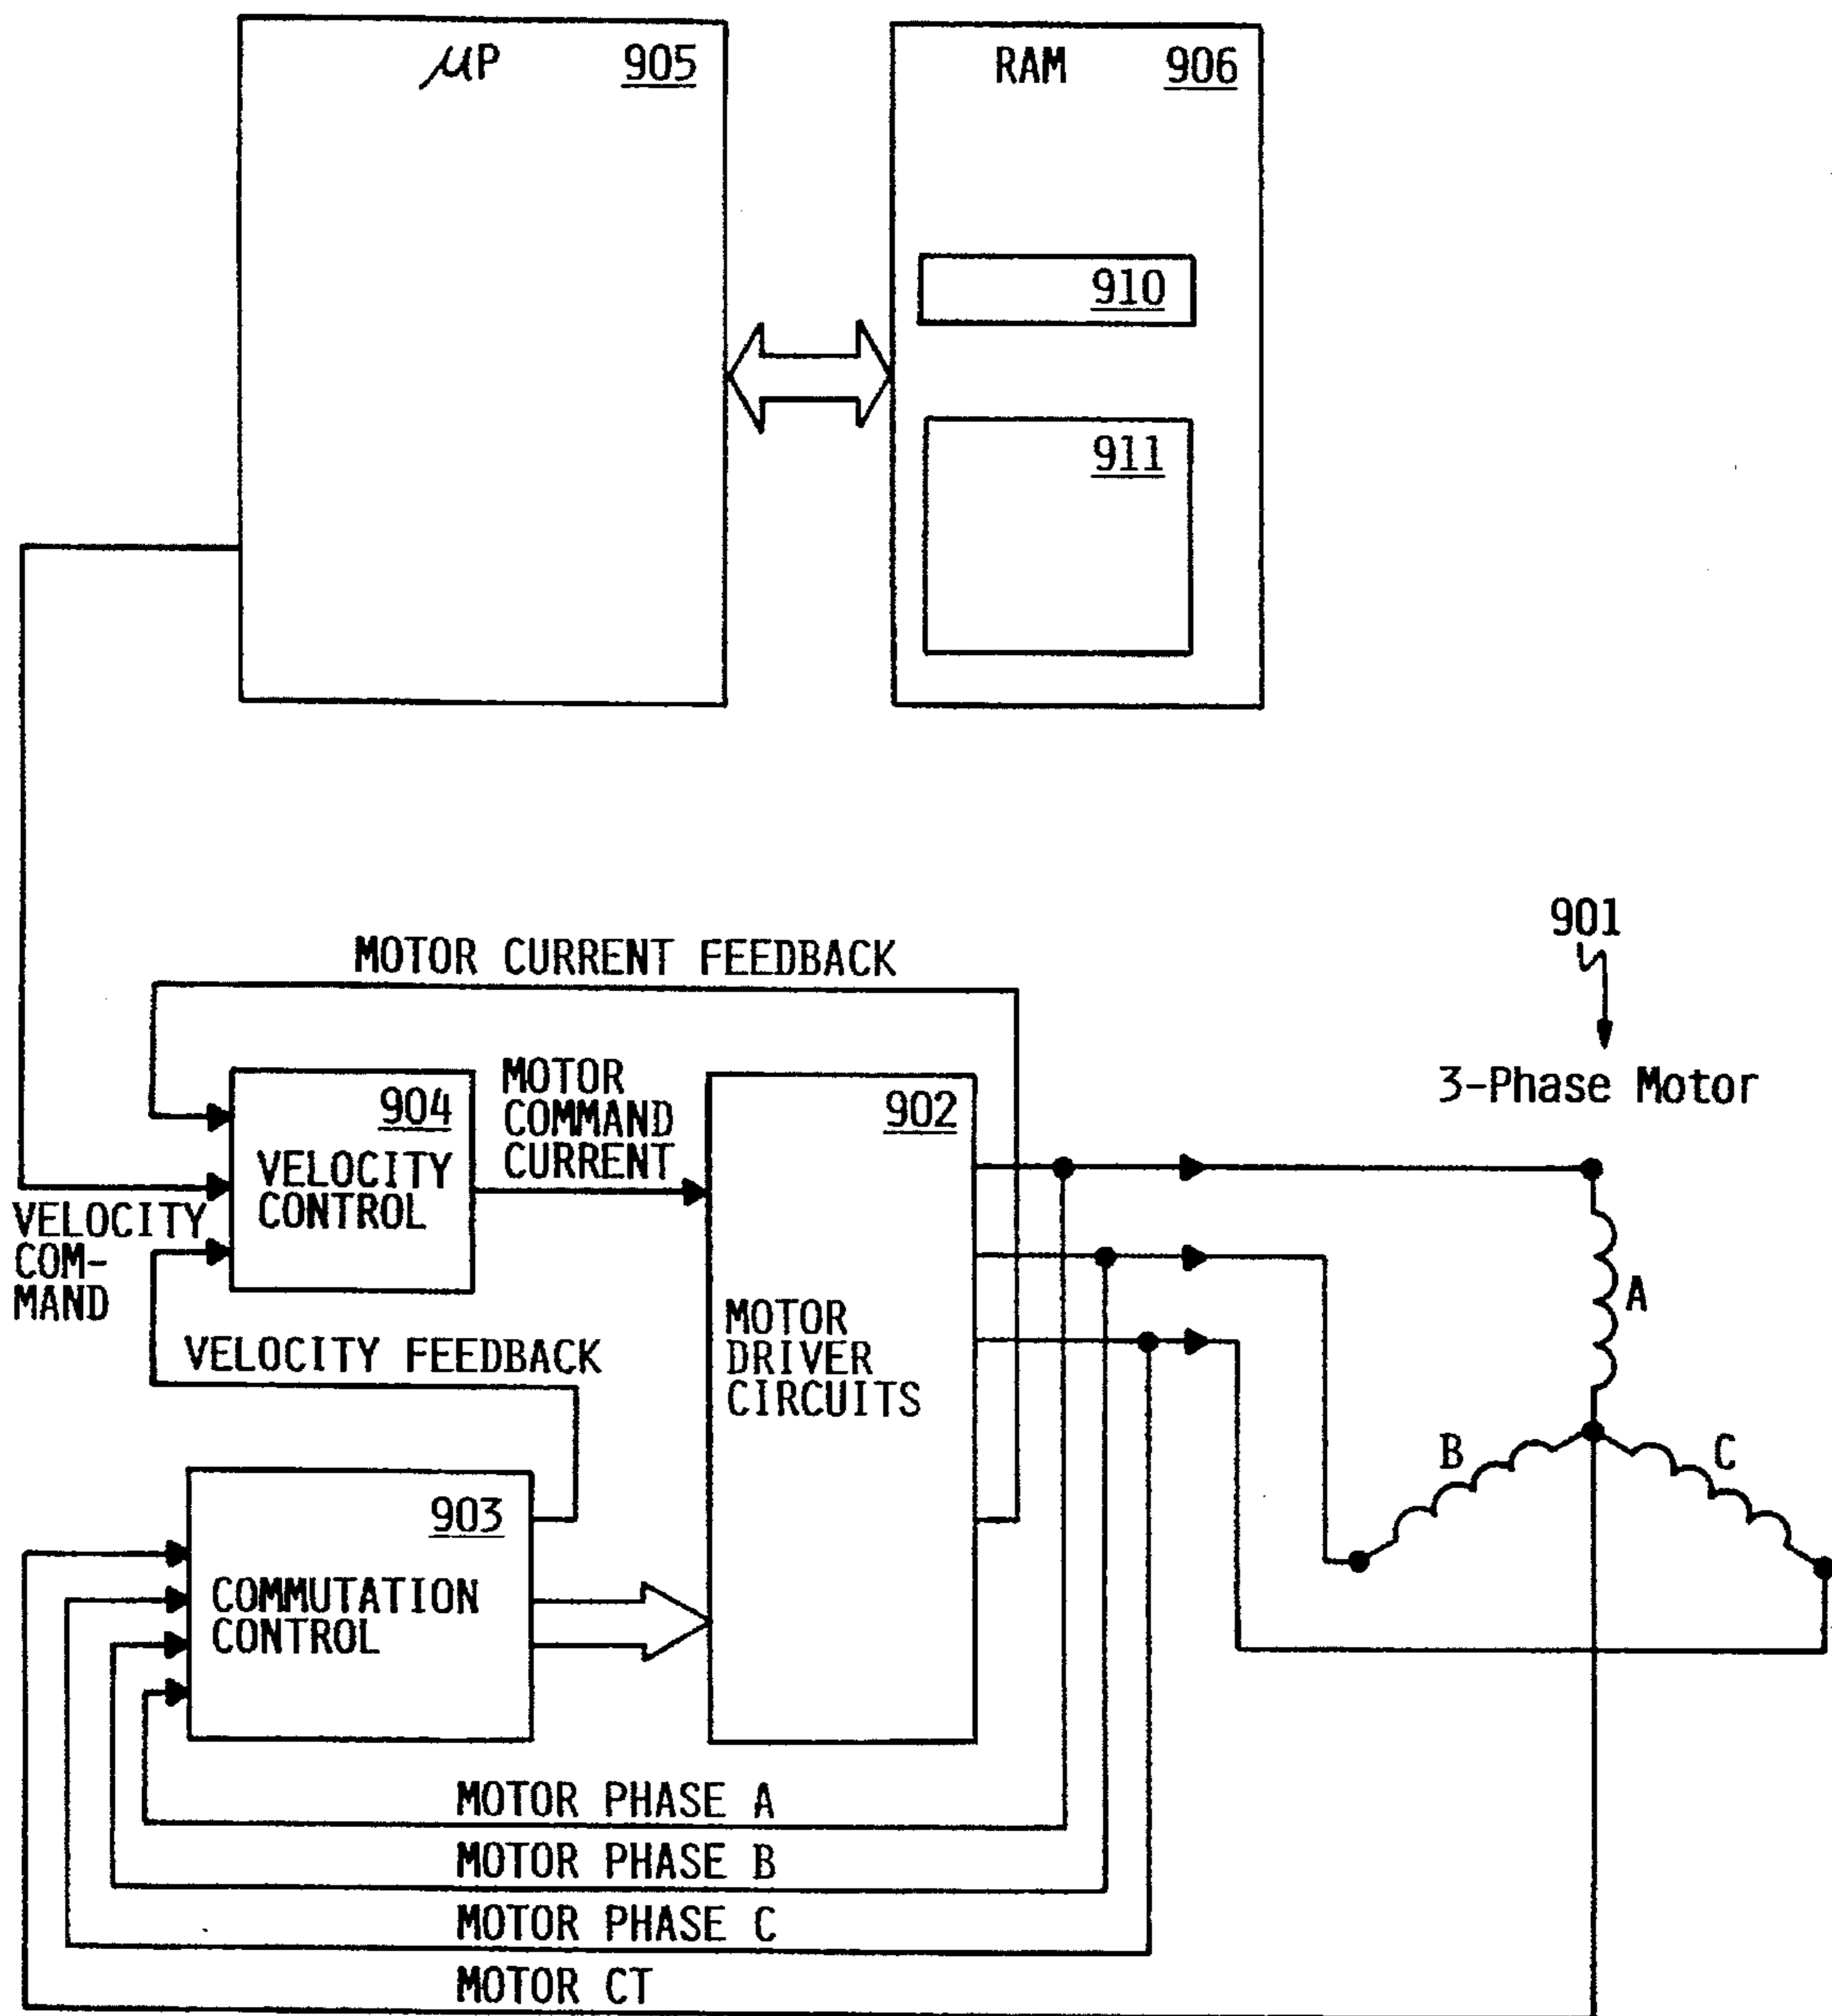 µP 905
RAM 906
910
911
901
3-Phase Motor
MOTOR CURRENT FEEDBACK
904
VELOCITY
CONTROL
MOTOR
COMMAND
CURRENT
902
MOTOR
DRIVER
CIRCUITS
VELOCITY
COM-
MAND
VELOCITY FEEDBACK
A
B
C
903
COMMUTATION
CONTROL
MOTOR PHASE A
MOTOR PHASE B
MOTOR PHASE C
MOTOR CT